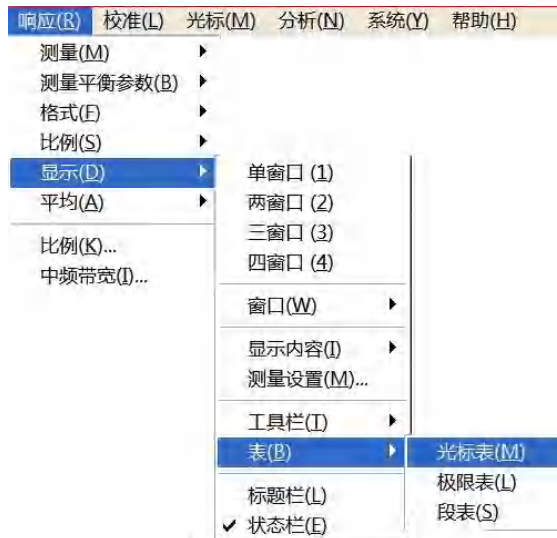 响应(R) 校准(L) 光标(M) 分析(N) 系统(Y) 帮助(H)
测量(M)
测量平衡参数(B)
格式(F)
比例(S)
显示(D)
平均(A)
比例(K)...
中频带宽(I)...
单窗口 (1)
两窗口 (2)
三窗口 (3)
四窗口 (4)
窗口(W)
显示内容(I)
测量设置(M)...
工具栏(T)
表(B)
标题栏(L)
状态栏(E)
光标表(M)
极限表(L)
段表(S)